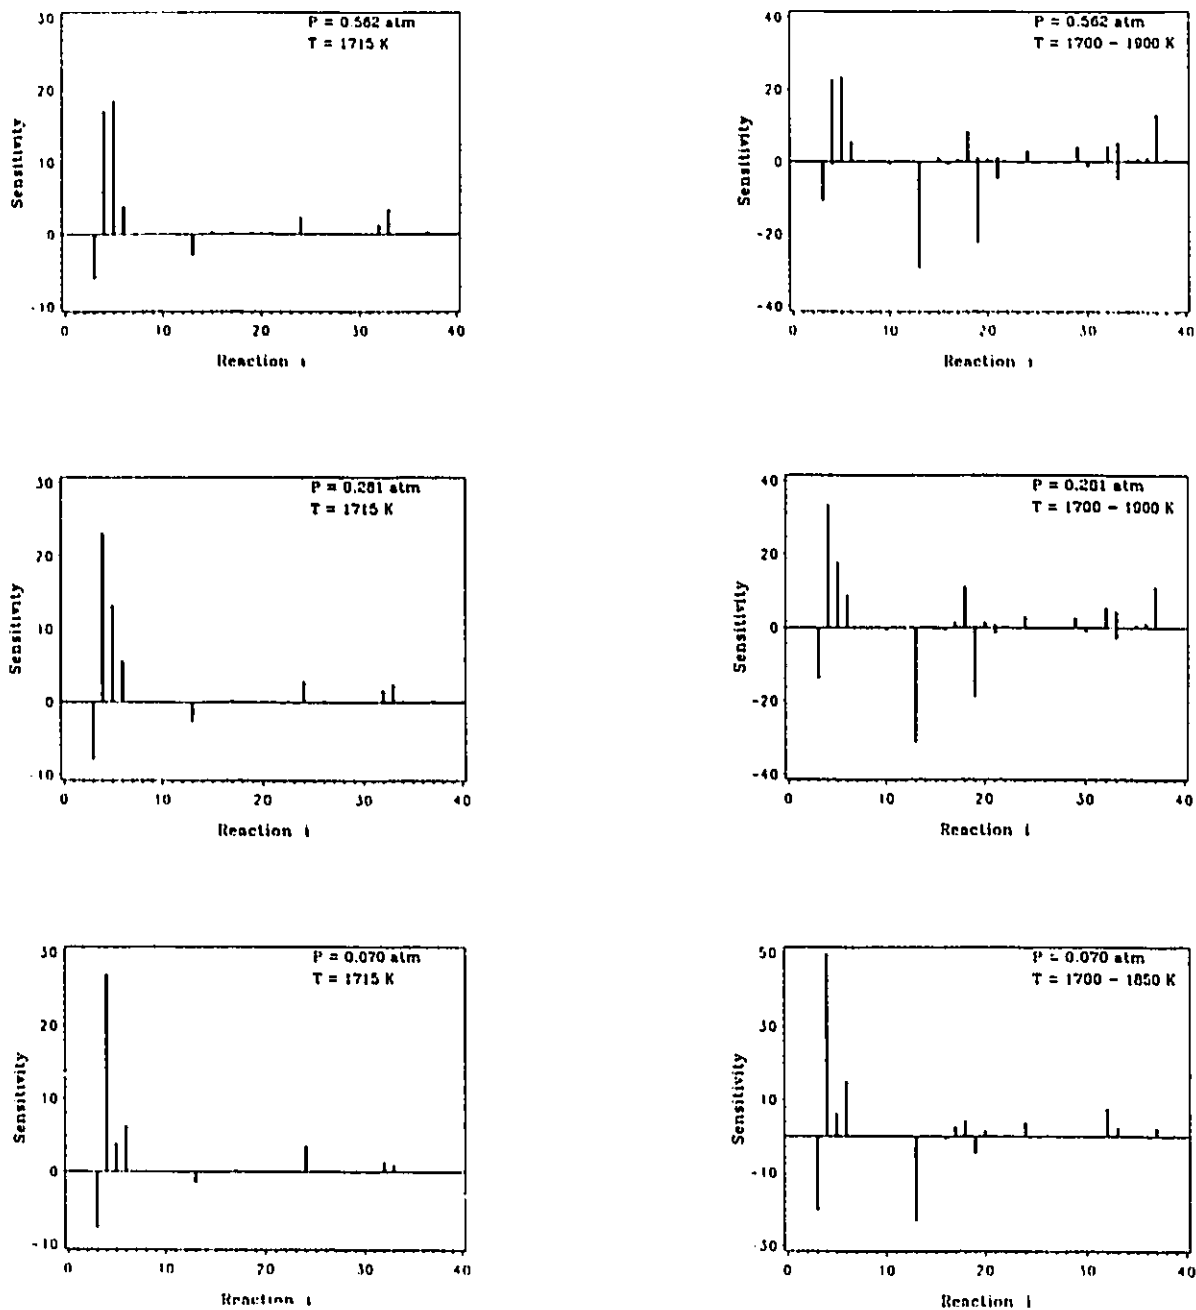 30
20
10
0
-10
Sensitivity
P = 0.562 atm
T = 1715 K
0 10 20 30 40
Reaction i
40
20
0
-20
-40
Sensitivity
P = 0.562 atm
T = 1700 - 1900 K
0 10 20 30 40
Reaction i
30
20
10
0
-10
Sensitivity
P = 0.281 atm
T = 1715 K
0 10 20 30 40
Reaction i
40
20
0
-20
-40
Sensitivity
P = 0.281 atm
T = 1700 - 1900 K
0 10 20 30 40
Reaction i
30
20
10
0
-10
Sensitivity
P = 0.070 atm
T = 1715 K
0 10 20 30 40
Reaction i
50
30
10
-10
-30
Sensitivity
P = 0.070 atm
T = 1700 - 1850 K
0 10 20 30 40
Reaction i